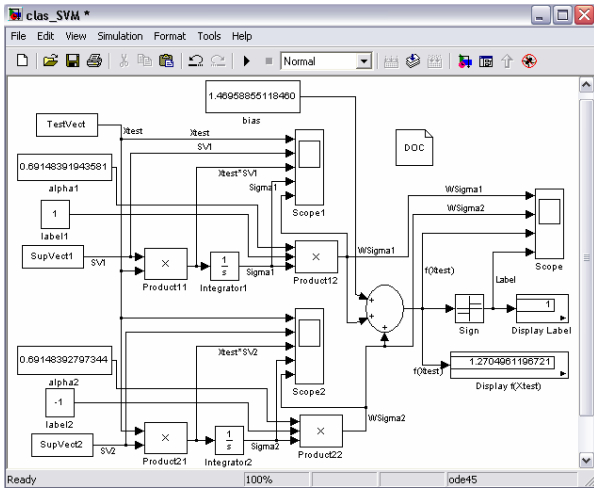 clas_SVM *
File Edit View Simulation Format Tools Help
Normal
1.46958855118460
bias
TestVect
Xtest
Xtest
SV1
DOC
0.69148391943581
alpha1
Xtest*SV1
Sigma1
Scope1
WSigma1
WSigma2
1
label1
SupVect1
SV1
×
Product11
1
s
Integrator1
Sigma1
×
Product12
WSigma1
f(Xtest)
Label
Scope
+
+
+
Sign
1
Display Label
0.69148392797344
alpha2
Xtest*SV2
Scope2
f(Xtest)
1.2704961196721
Display f(Xtest)
-1
label2
SupVect2
SV2
×
Product21
1
s
Integrator2
Sigma2
×
Product22
WSigma2
Ready 100% ode45